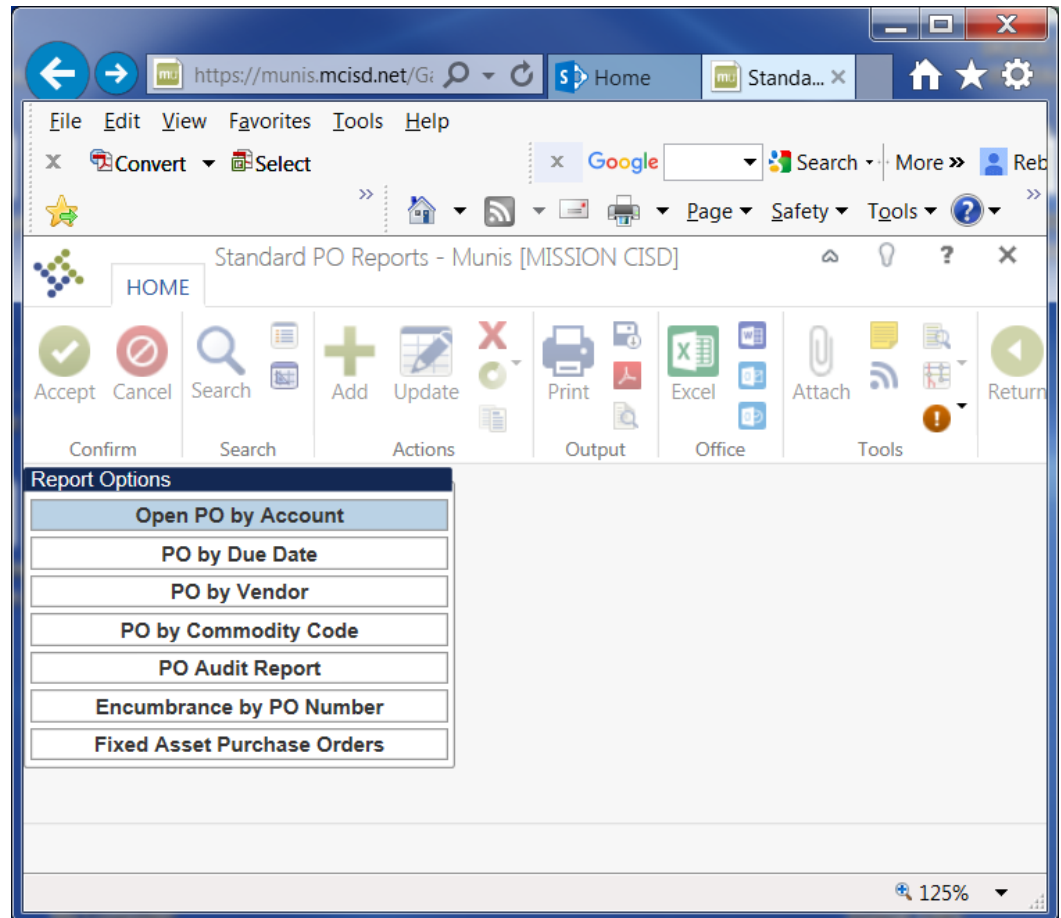 https://munis.mcisd.net/Ga
Home
Standa...
File Edit View Favorites Tools Help
x Convert Select
x Google Search More » Reb
Page Safety Tools
Standard PO Reports - Munis [MISSION CISD]
HOME
Accept Cancel Search Add Update Print Excel Attach Return
Confirm Search Actions Output Office Tools
Report Options
Open PO by Account
PO by Due Date
PO by Vendor
PO by Commodity Code
PO Audit Report
Encumbrance by PO Number
Fixed Asset Purchase Orders
125%